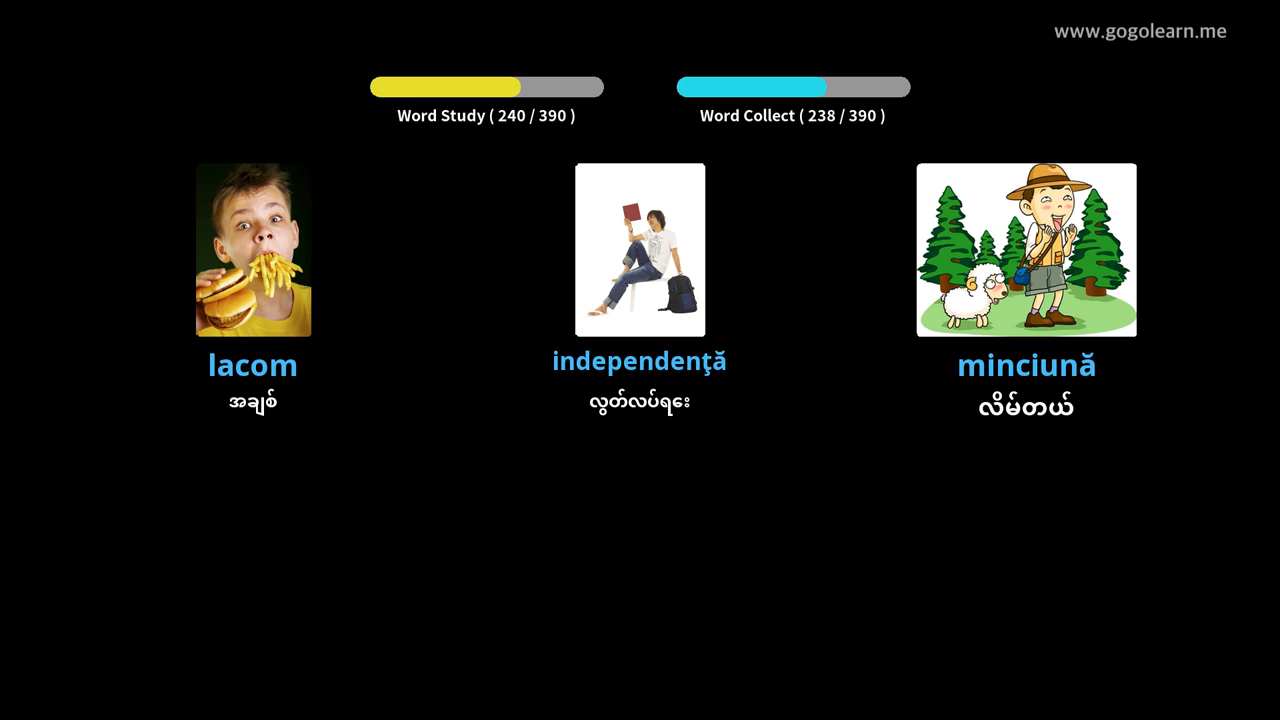 www.gogolearn.me
Word Study ( 240 / 390 )
Word Collect ( 238 / 390 )
lacom
independenţă
minciună
အချစ်
လွတ်လပ်ရေး
လိမ်တယ်